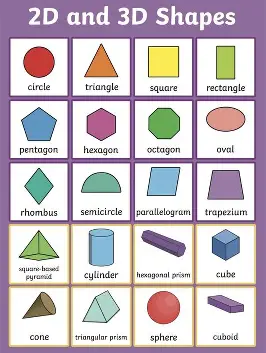 2D and 3D Shapes
circle
triangle
square
rectangle
pentagon
hexagon
octagon
oval
rhombus
semicircle
parallelogram
trapezium
square-based
pyramid
cylinder
hexagonal prism
cube
cone
triangular prism
sphere
cuboid